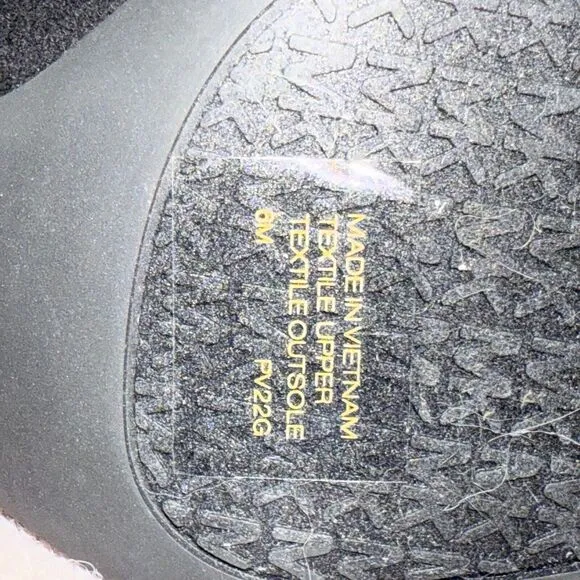 MADE IN VIETNAM
TEXTILE UPPER
TEXTILE OUTSOLE
6M PV22G